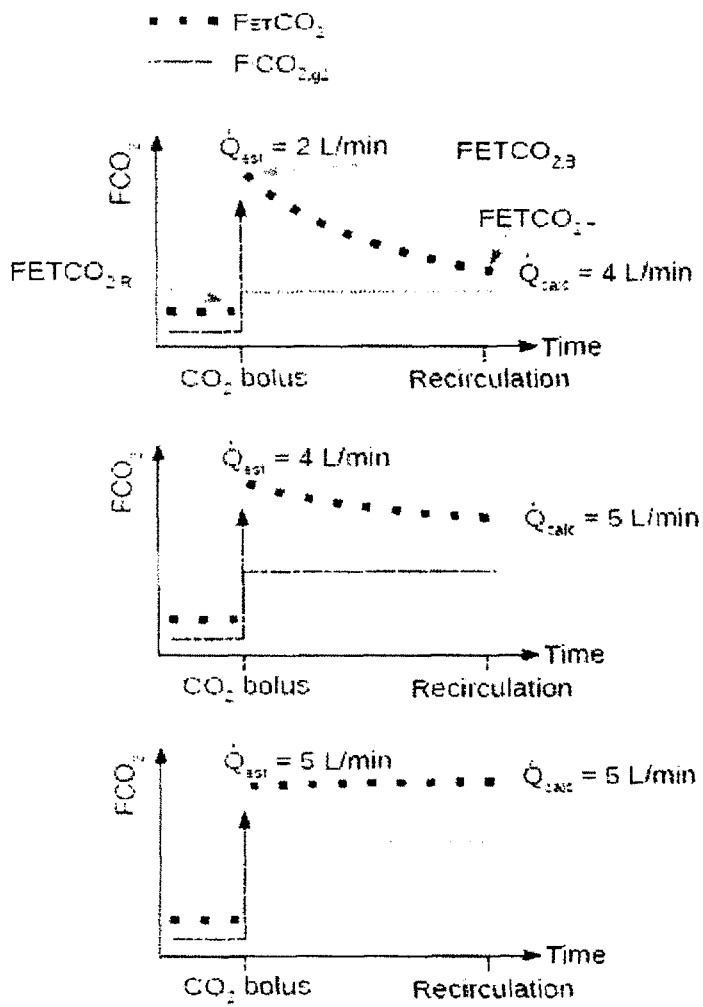 FETCO₂
FCO₂,g1
FCO₂
Q̇est = 2 L/min
FETCO₂,B
FETCO₂,R
Q̇calc = 4 L/min
Time
CO₂ bolus
Recirculation
FCO₂
Q̇est = 4 L/min
Q̇calc = 5 L/min
Time
CO₂ bolus
Recirculation
FCO₂
Q̇est = 5 L/min
Q̇calc = 5 L/min
Time
CO₂ bolus
Recirculation